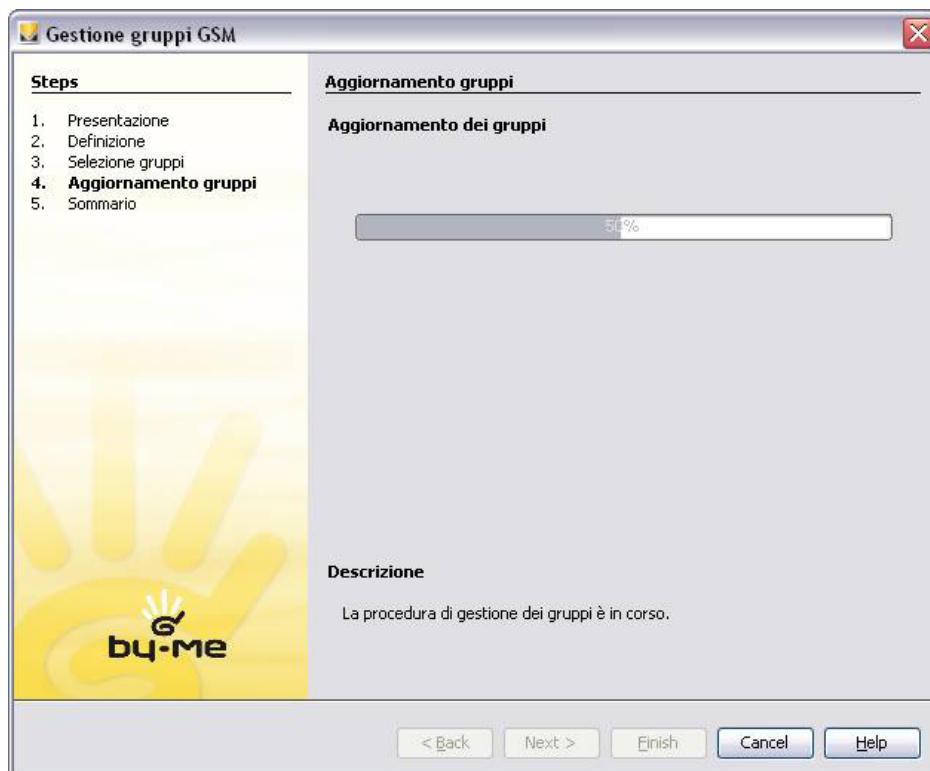 Gestione gruppi GSM
Steps
1. Presentazione
2. Definizione
3. Selezione gruppi
4. Aggiornamento gruppi
5. Sommario
by-me
Aggiornamento gruppi
Aggiornamento dei gruppi
50%
Descrizione
La procedura di gestione dei gruppi è in corso.
< Back
Next >
Finish
Cancel
Help